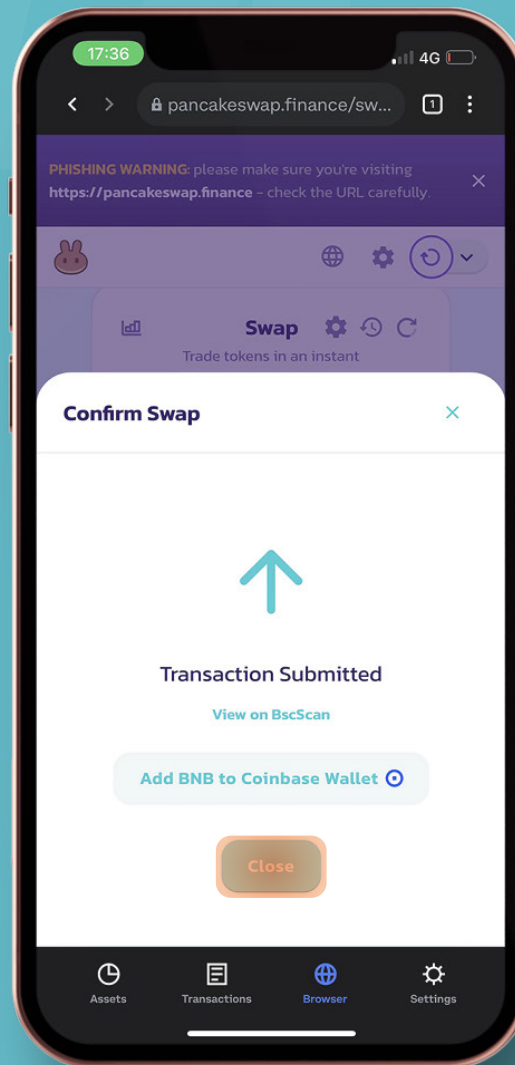 17:36
4G
pancakeswap.finance/sw...
1
PHISHING WARNING: please make sure you're visiting
https://pancakeswap.finance - check the URL carefully.
Swap
Trade tokens in an instant
Confirm Swap
Transaction Submitted
View on BscScan
Add BNB to Coinbase Wallet
Close
Assets
Transactions
Browser
Settings